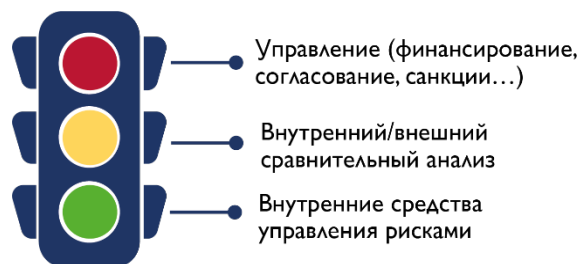 Управление (финансирование,
согласование, санкции…)
Внутренний/внешний
сравнительный анализ
Внутренние средства
управления рисками